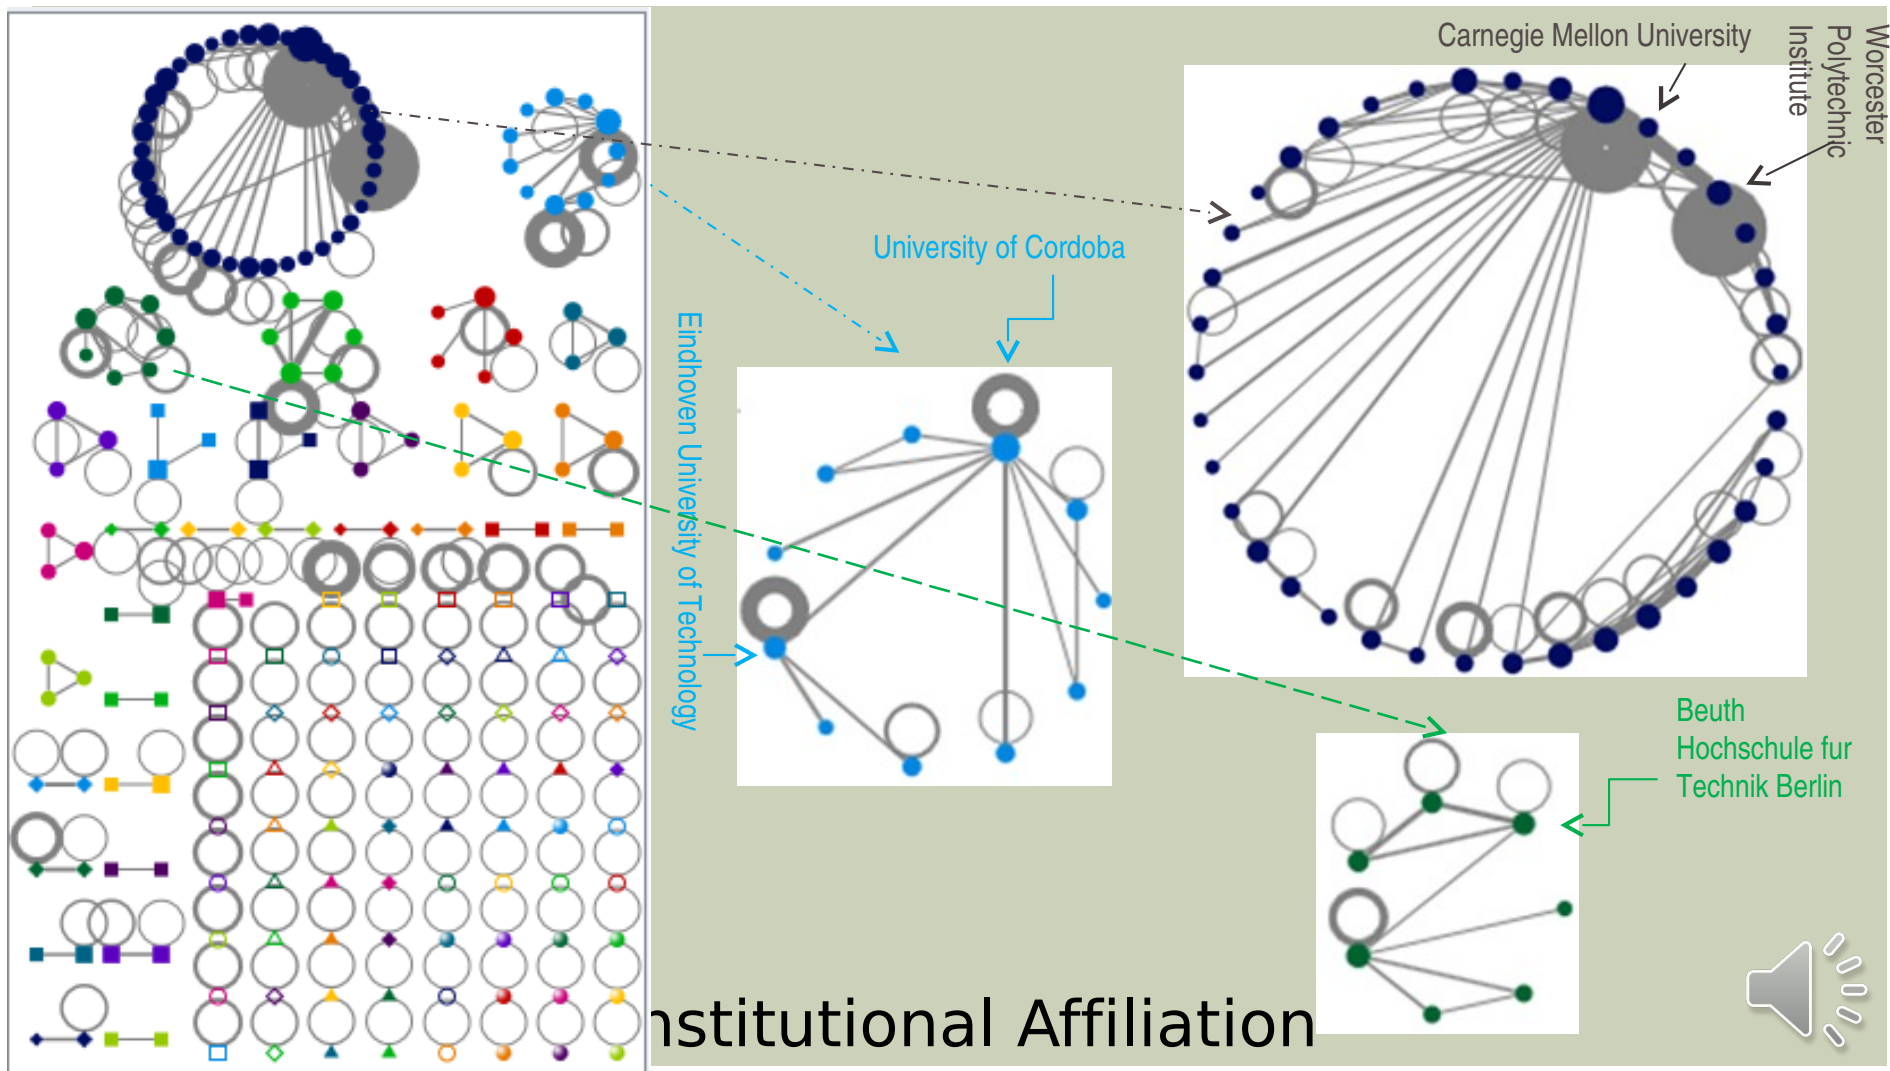 Carnegie Mellon University
Worcester
Polytechnic
Institute
University of Cordoba
Eindhoven University of Technology
Beuth
Hochschule fur
Technik Berlin
nstitutional Affiliation